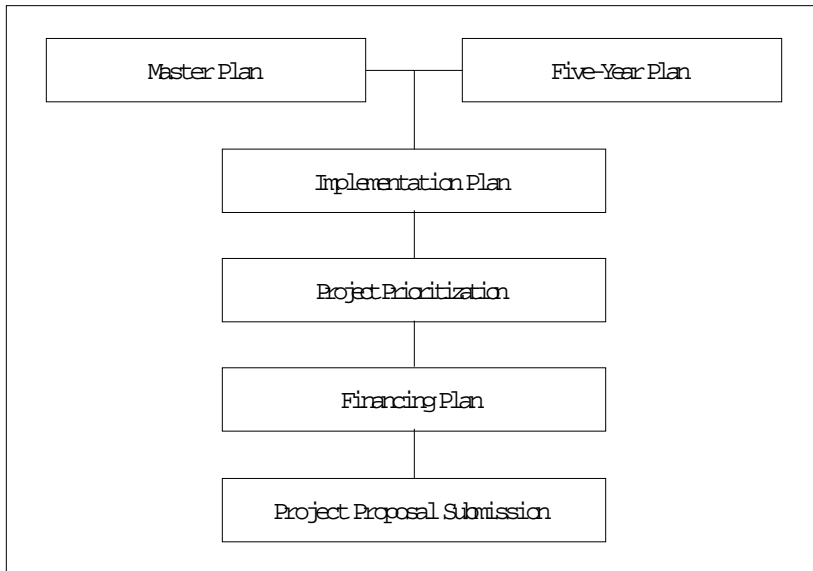 Master Plan
Five-Year Plan
Implementation Plan
Project Prioritization
Financing Plan
Project Proposal Submission